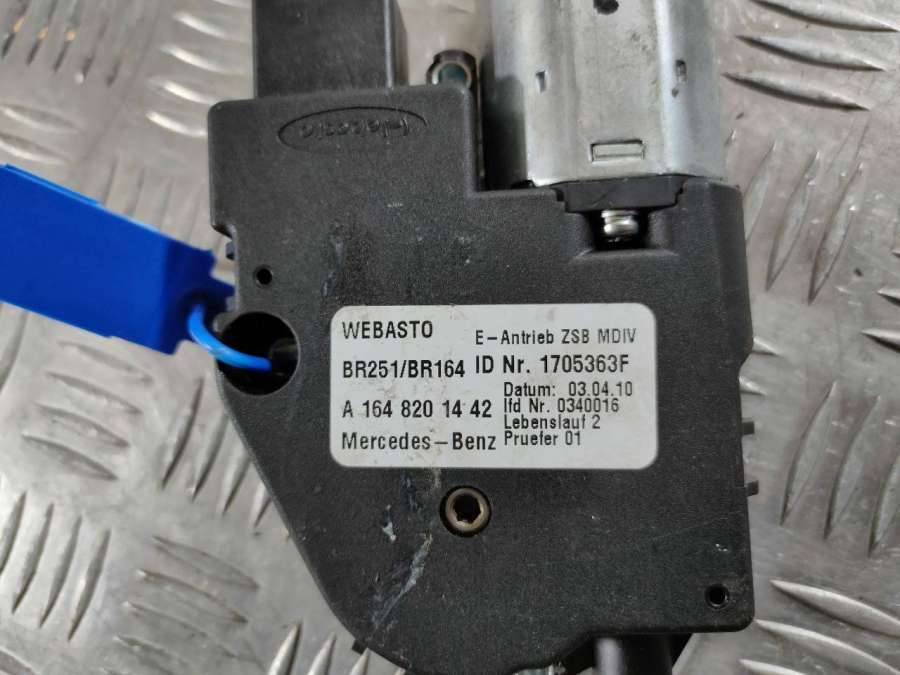 Webasto
WEBASTO E-Antrieb ZSB MDIV
BR251/BR164 ID Nr. 1705363F
A 164 820 14 42
Mercedes-Benz
Datum: 03.04.10
lfd Nr. 0340016
Lebenslauf 2
Pruefer 01